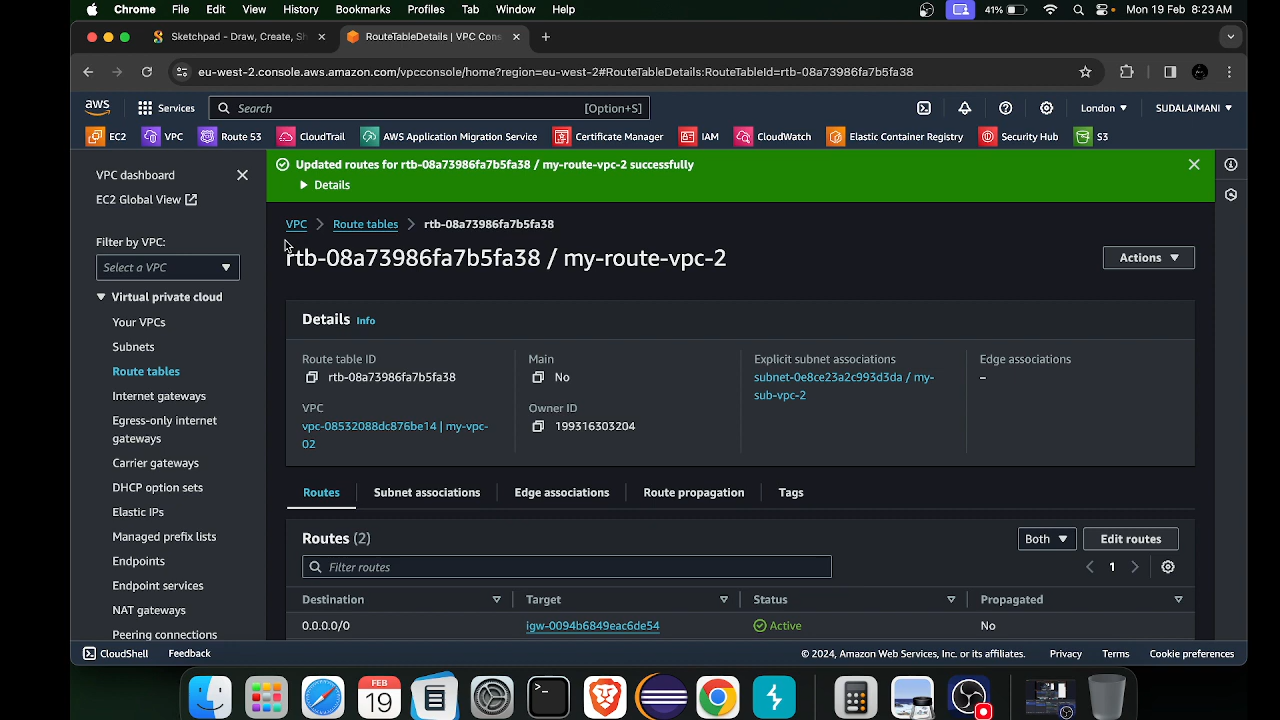 Chrome File Edit View History Bookmarks Profiles Tab Window Help 41% Mon 19 Feb 8:23 AM
Sketchpad - Draw, Create, Sh
RouteTableDetails | VPC Cons
eu-west-2.console.aws.amazon.com/vpcconsole/home?region=eu-west-2#RouteTableDetails:RouteTableId=rtb-08a73986fa7b5fa38
aws Services Search [Option+S] London SUDALAIMANI
EC2 VPC Route 53 CloudTrail AWS Application Migration Service Certificate Manager IAM CloudWatch Elastic Container Registry Security Hub S3
VPC dashboard
EC2 Global View
Filter by VPC:
Select a VPC
Virtual private cloud
Your VPCs
Subnets
Route tables
Internet gateways
Egress-only internet
gateways
Carrier gateways
DHCP option sets
Elastic IPs
Managed prefix lists
Endpoints
Endpoint services
NAT gateways
Peering connections
Updated routes for rtb-08a73986fa7b5fa38 / my-route-vpc-2 successfully
Details
VPC Route tables rtb-08a73986fa7b5fa38
rtb-08a73986fa7b5fa38 / my-route-vpc-2
Actions
Details Info
Route table ID
rtb-08a73986fa7b5fa38
VPC
vpc-08532088dc876be14 | my-vpc-
02
Main
No
Owner ID
199316303204
Explicit subnet associations
subnet-0e8ce23a2c993d3da / my-
sub-vpc-2
Edge associations
–
Routes Subnet associations Edge associations Route propagation Tags
Routes (2)
Both Edit routes
Filter routes
1
Destination Target Status Propagated
0.0.0.0/0 igw-0094b6849eac6de54 Active No
CloudShell Feedback © 2024, Amazon Web Services, Inc. or its affiliates. Privacy Terms Cookie preferences
FEB
19